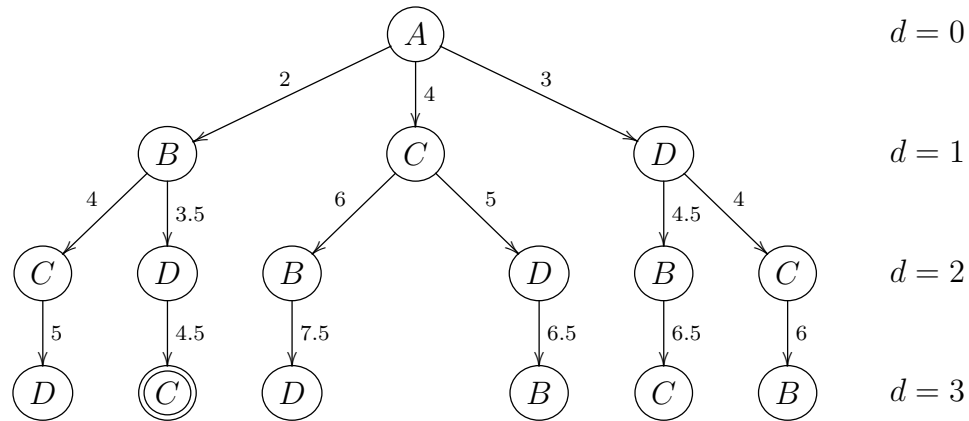 A d = 0
2 4 3
B C D d = 1
4 3.5 6 5 4.5 4
C D B D B C d = 2
5 4.5 7.5 6.5 6.5 6
D C D B C B d = 3